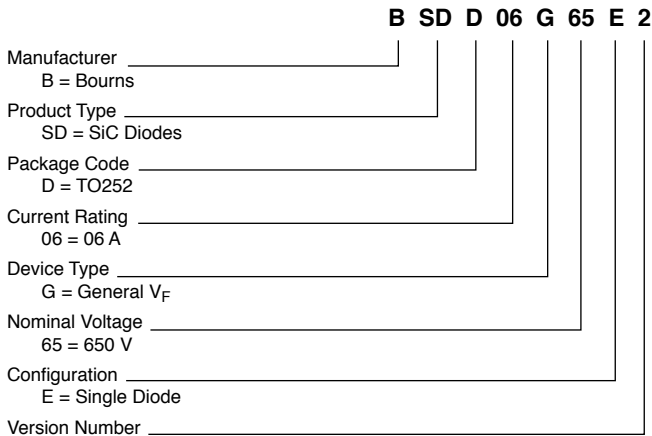 B SD D 06 G 65 E 2
Manufacturer
B = Bourns
Product Type
SD = SiC Diodes
Package Code
D = TO252
Current Rating
06 = 06 A
Device Type
G = General VF
Nominal Voltage
65 = 650 V
Configuration
E = Single Diode
Version Number